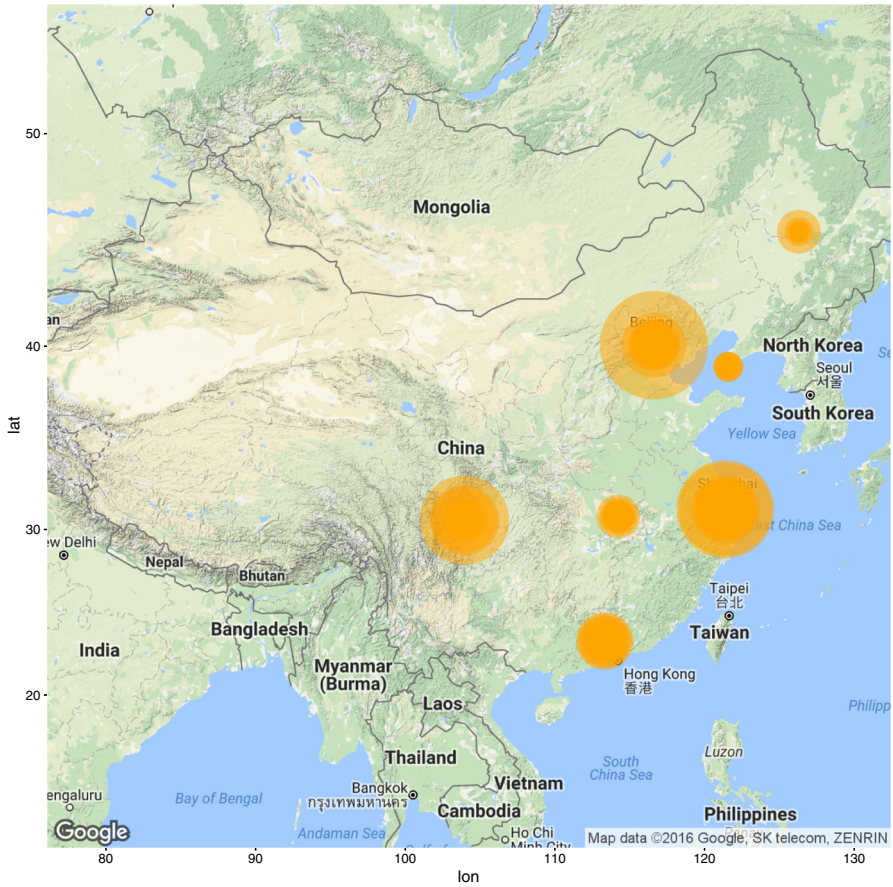 50
Mongolia
Beijing
an
40
North Korea
Seoul
서울
South Korea
lat
Yellow Sea
China
30
ew Delhi
East China Sea
Nepal
Bhutan
Taipei
台北
Bangladesh
Taiwan
India
Myanmar
(Burma)
Hong Kong
香港
20
Laos
Philipp
Thailand
Luzon
South
China Sea
Vietnam
Bangkok
กรุงเทพมหานคร
engaluru
Bay of Bengal
Cambodia
Philippines
Google
Andaman Sea
Ho Chi
Minh City
Map data ©2016 Google, SK telecom, ZENRIN
80
90
100
110
120
130
lon